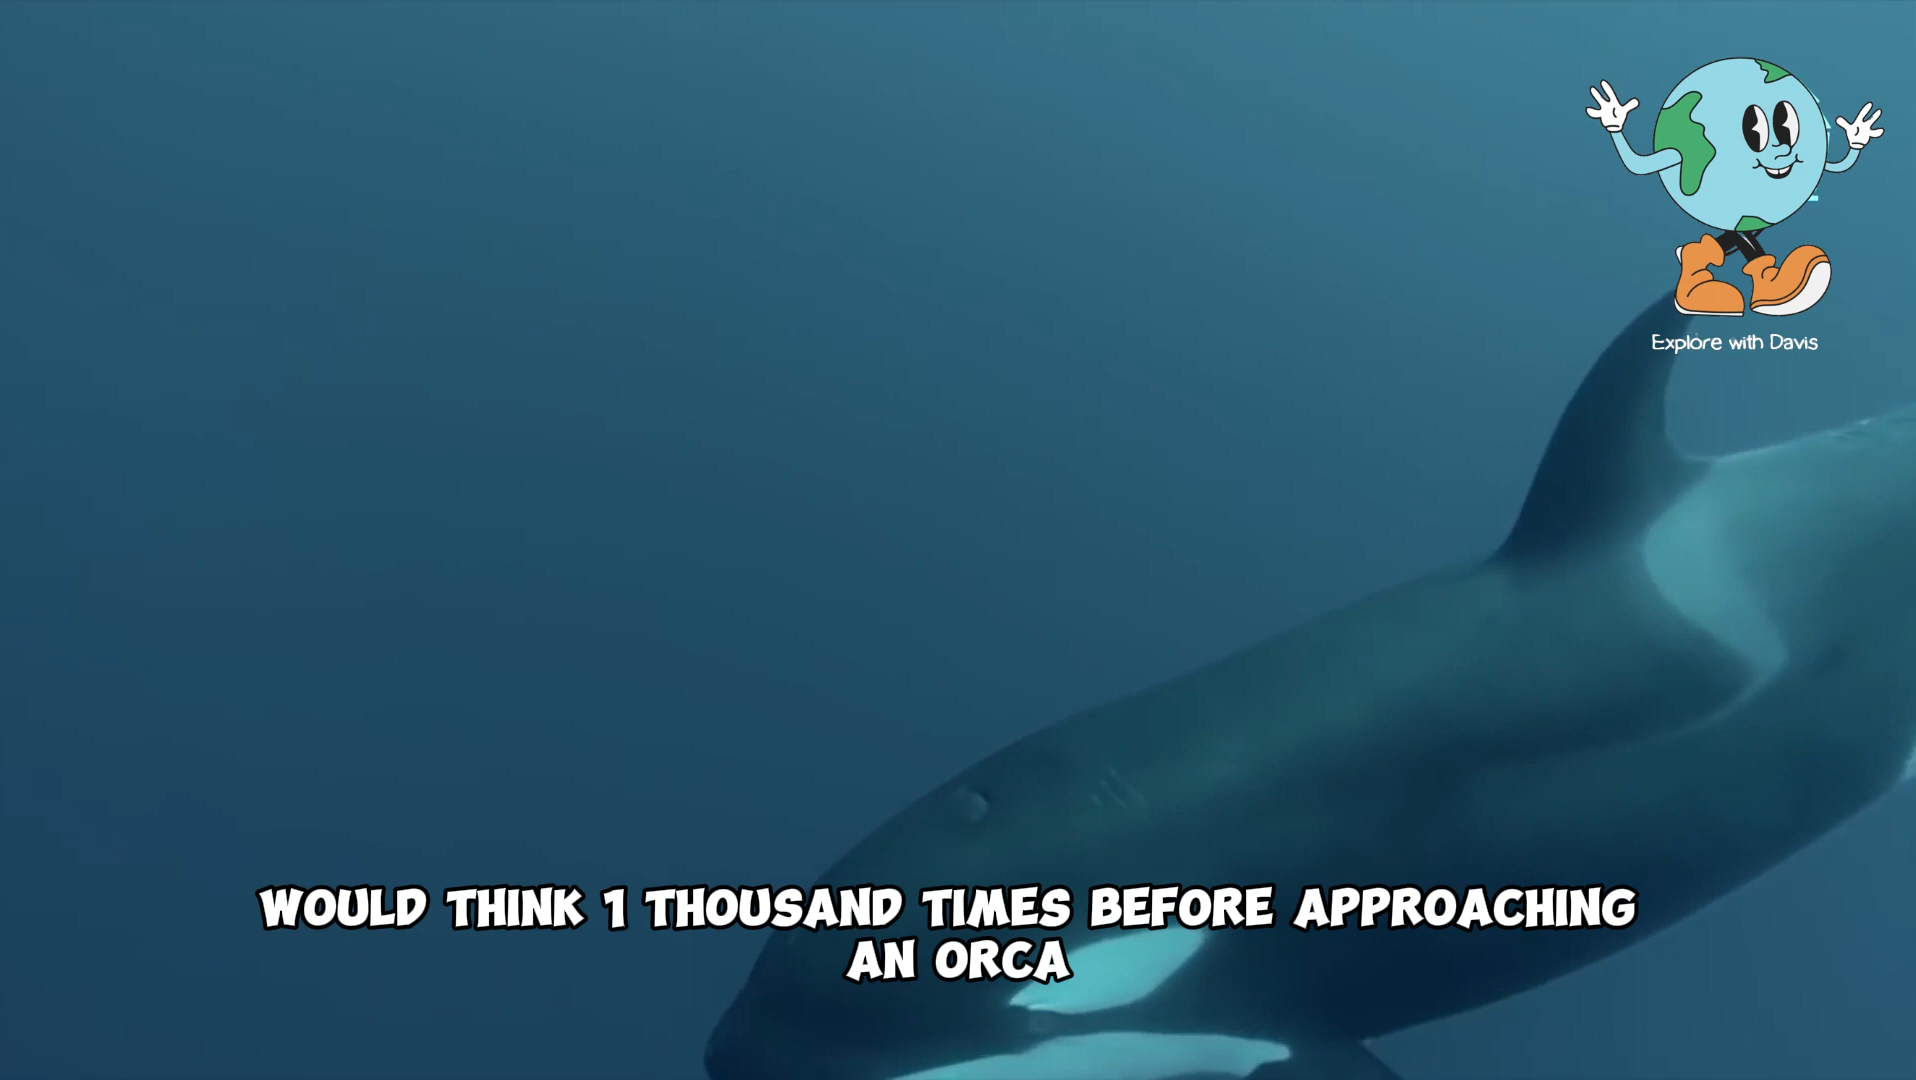 Explore with Davis
WOULD THINK 1 THOUSAND TIMES BEFORE APPROACHING
AN ORCA